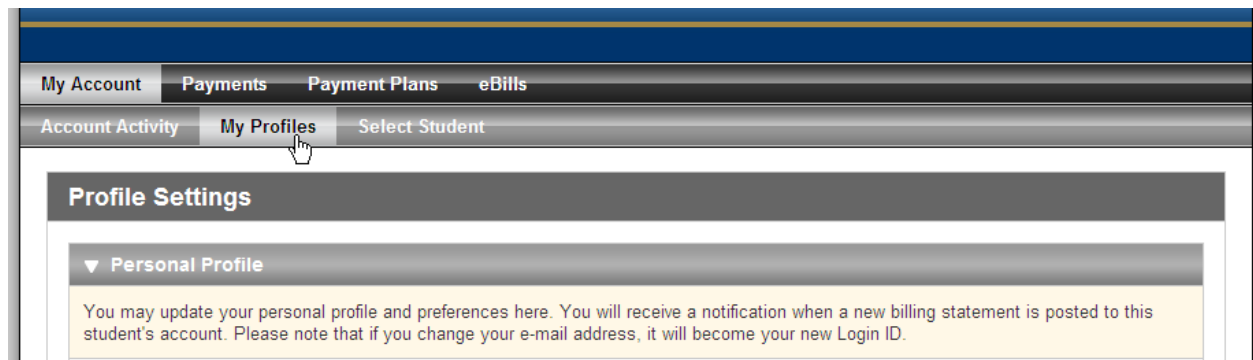 My Account Payments Payment Plans eBills
Account Activity My Profiles Select Student
Profile Settings
Personal Profile
You may update your personal profile and preferences here. You will receive a notification when a new billing statement is posted to this
student's account. Please note that if you change your e-mail address, it will become your new Login ID.